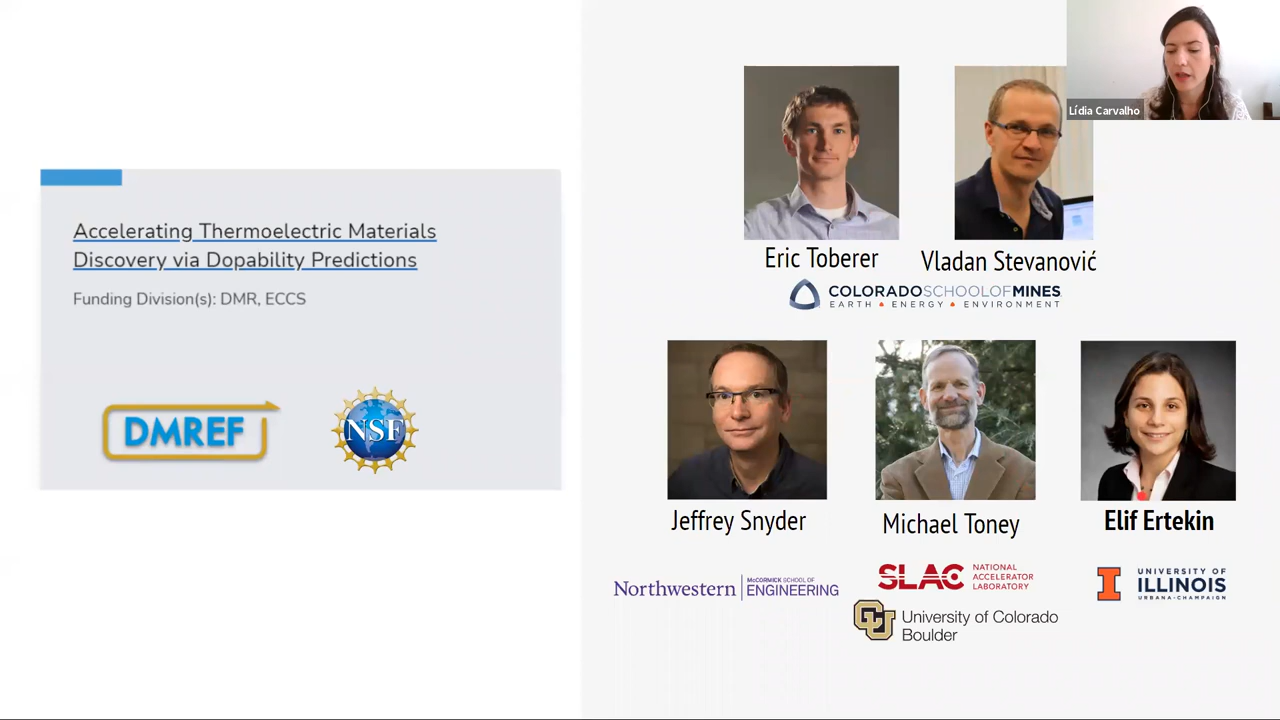 Lídia Carvalho
Accelerating Thermoelectric Materials
Discovery via Dopability Predictions
Funding Division(s): DMR, ECCS
DMREF
NSF
Eric Toberer
Vladan Stevanović
COLORADOSCHOOLOFMINES
EARTH • ENERGY • ENVIRONMENT
Jeffrey Snyder
Michael Toney
Elif Ertekin
Northwestern
McCORMICK SCHOOL OF
ENGINEERING
SLAC
NATIONAL
ACCELERATOR
LABORATORY
CU
University of Colorado
Boulder
I
UNIVERSITY OF
ILLINOIS
URBANA-CHAMPAIGN